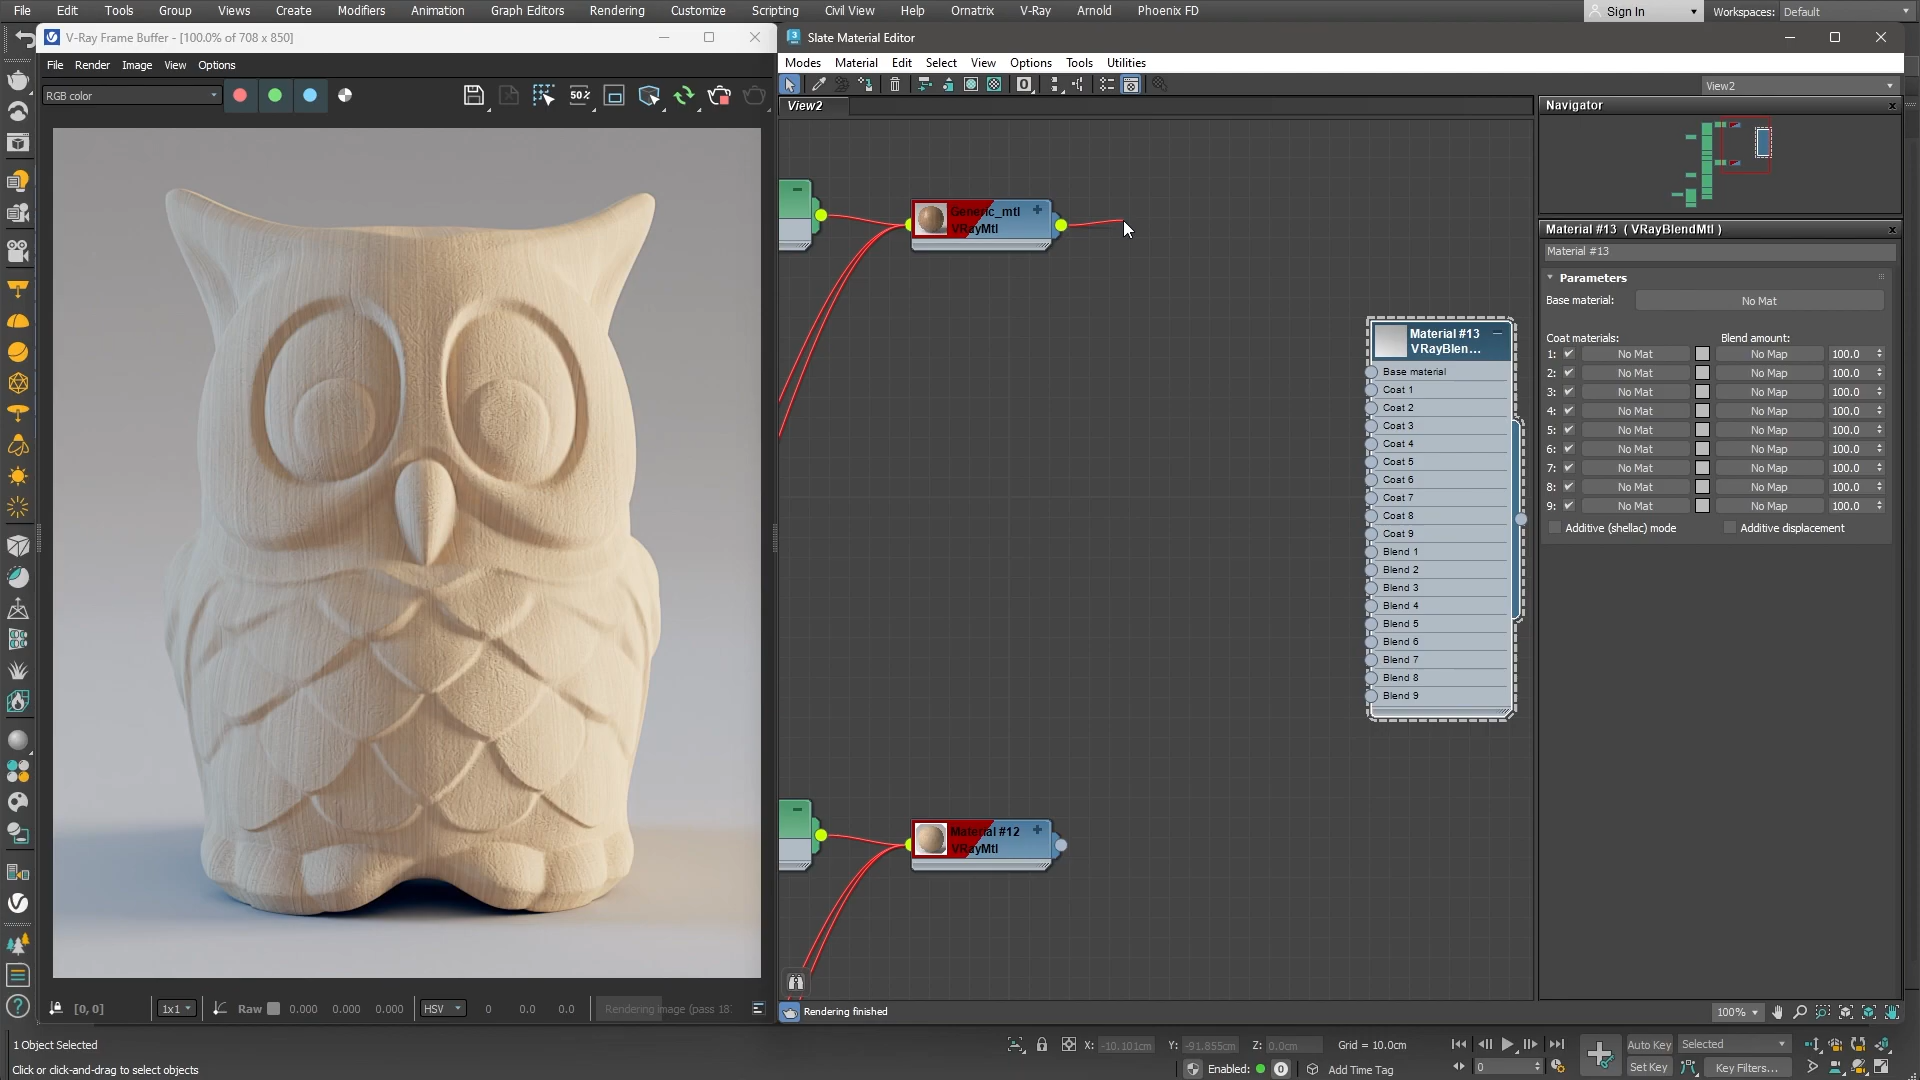 File Edit Tools Group Views Create Modifiers Animation Graph Editors Rendering Customize Scripting Civil View Help Ornatrix V-Ray Arnold Phoenix FD
Sign In
Workspaces: Default
V-Ray Frame Buffer - [100.0% of 708 x 850]
File Render Image View Options
RGB color
50%
Slate Material Editor
Modes Material Edit Select View Options Tools Utilities
0
View2
View2
Navigator
Generic_mtl
VRayMtl
Material #13
VRayBlen...
Base material
Coat 1
Coat 2
Coat 3
Coat 4
Coat 5
Coat 6
Coat 7
Coat 8
Coat 9
Blend 1
Blend 2
Blend 3
Blend 4
Blend 5
Blend 6
Blend 7
Blend 8
Blend 9
Material #12
VRayMtl
Material #13 ( VRayBlendMtl )
Material #13
Parameters
Base material: No Mat
Coat materials: Blend amount:
1: No Mat No Map 100.0
2: No Mat No Map 100.0
3: No Mat No Map 100.0
4: No Mat No Map 100.0
5: No Mat No Map 100.0
6: No Mat No Map 100.0
7: No Mat No Map 100.0
8: No Mat No Map 100.0
9: No Mat No Map 100.0
Additive (shellac) mode Additive displacement
[0, 0] 1x1 Raw 0.000 0.000 0.000 HSV 0 0.0 0.0 Rendering image (pass 18
Rendering finished
100%
1 Object Selected
Click or click-and-drag to select objects
X: -10.101cm Y: -91.855cm Z: 0.0cm Grid = 10.0cm
Enabled: 0 Add Time Tag
0
Auto Key Selected
Set Key Key Filters...